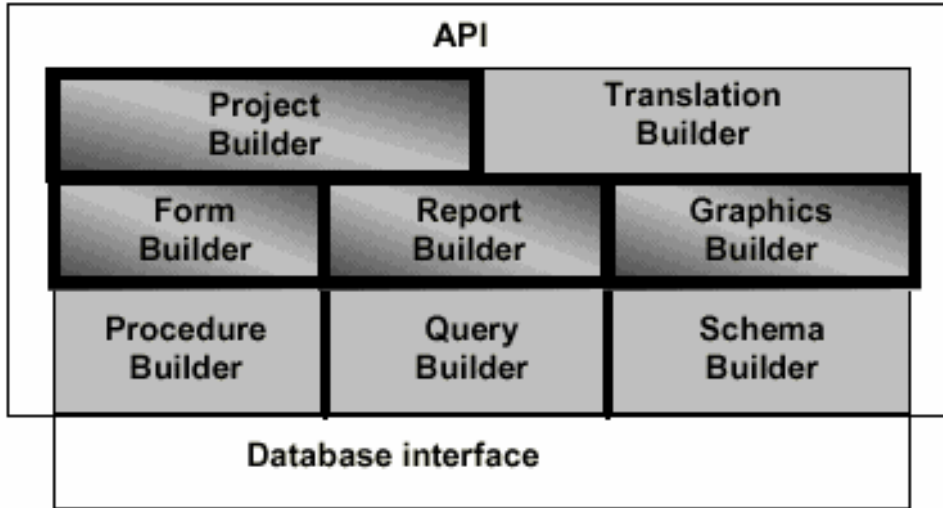 API
Project
Builder
Translation
Builder
Form
Builder
Report
Builder
Graphics
Builder
Procedure
Builder
Query
Builder
Schema
Builder
Database interface